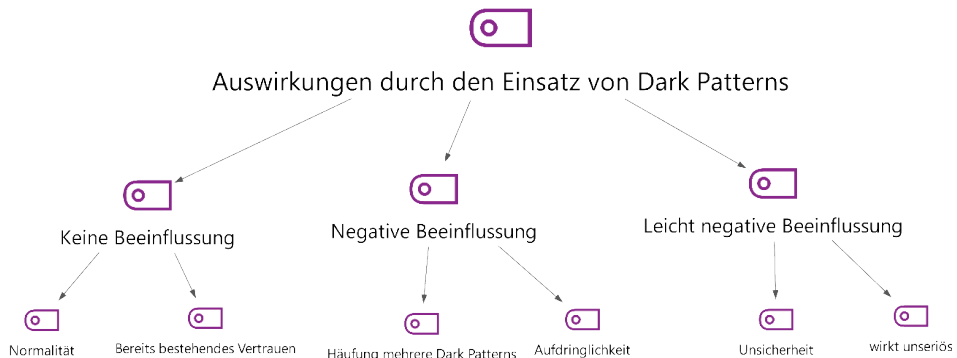 Auswirkungen durch den Einsatz von Dark Patterns
Keine Beeinflussung
Negative Beeinflussung
Leicht negative Beeinflussung
Normalität
Bereits bestehendes Vertrauen
Häufung mehrere Dark Patterns
Aufdringlichkeit
Unsicherheit
wirkt unseriös